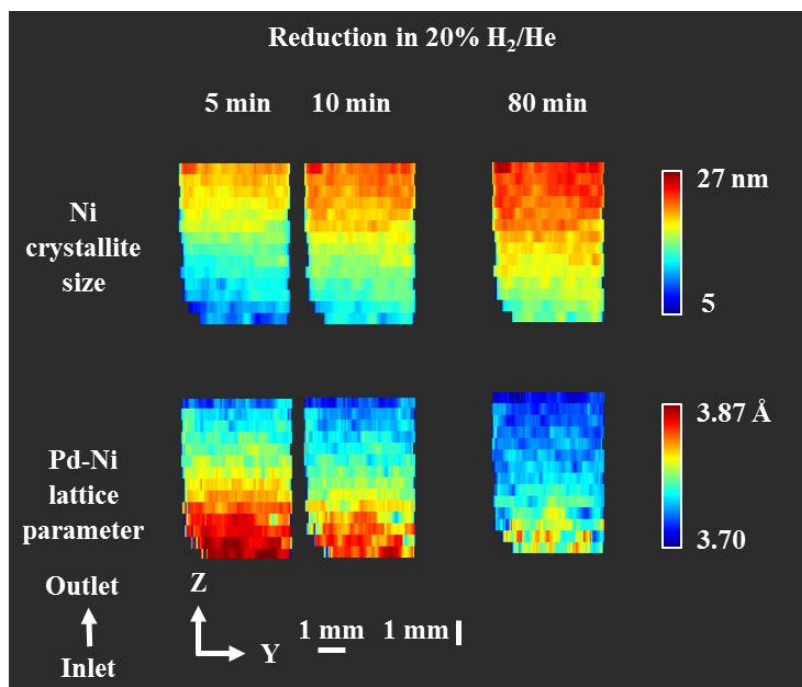 Reduction in 20% H₂/He
5 min 10 min 80 min
Ni
crystallite
size
27 nm
5
Pd-Ni
lattice
parameter
3.87 Å
3.70
Outlet
Inlet
Z
Y
1 mm 1 mm